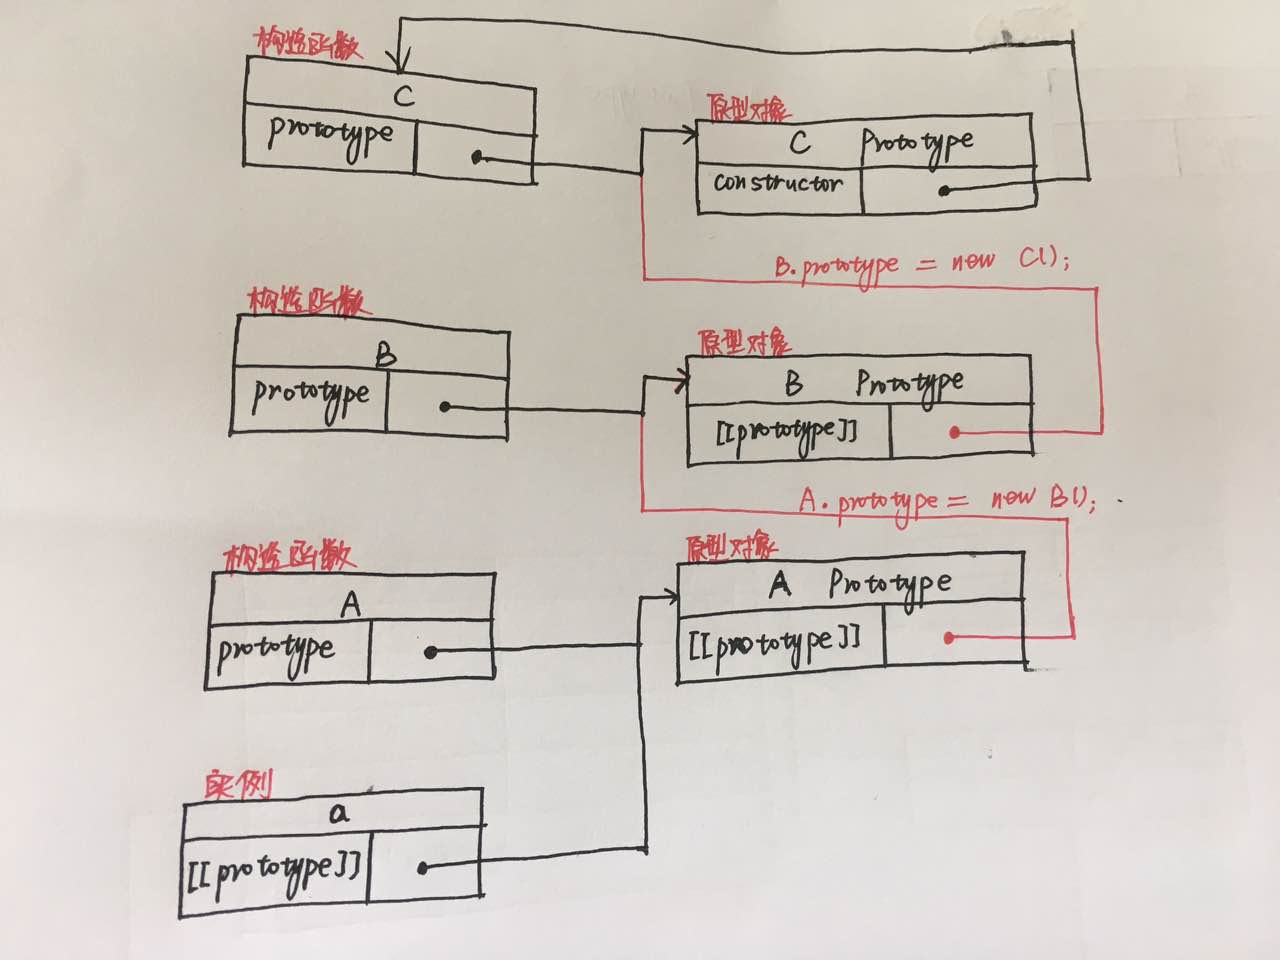 构造函数
C
prototype
原型对象
C Prototype
constructor
B.prototype = new C();
构造函数
B
prototype
原型对象
B Prototype
[[prototype]]
A.prototype = new B();
构造函数
A
prototype
原型对象
A Prototype
[[prototype]]
实例
a
[[prototype]]